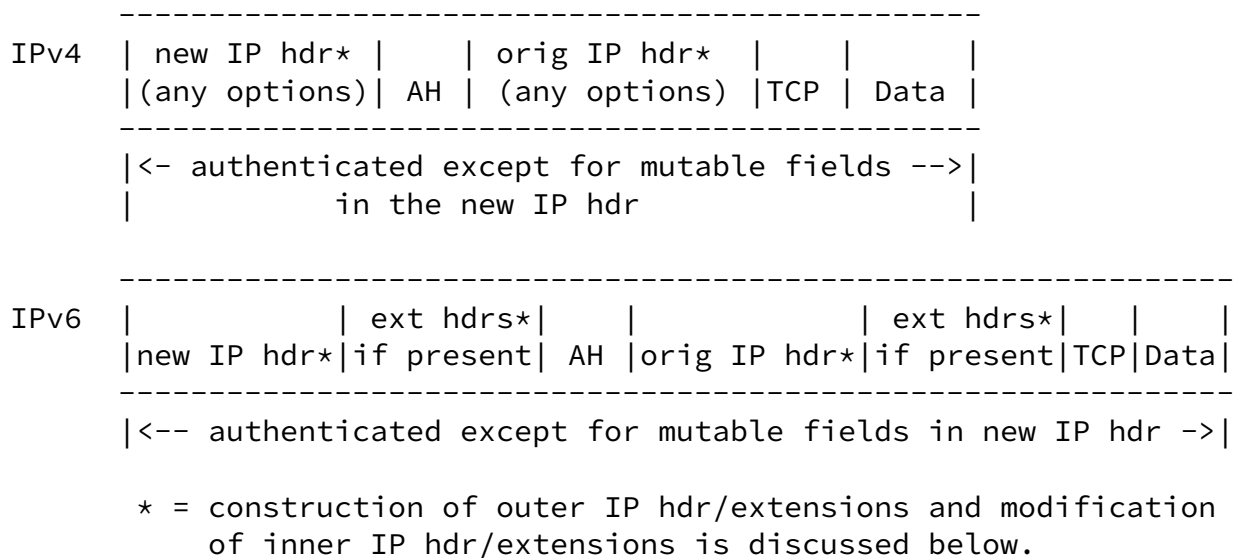 ------------------------------------------------
IPv4  | new IP hdr* |    | orig IP hdr*  |    |      |
      |(any options)| AH | (any options) |TCP | Data |
------------------------------------------------
      |<- authenticated except for mutable fields -->|
      |           in the new IP hdr                  |
--------------------------------------------------------------
IPv6  |           | ext hdrs*|    |            | ext hdrs*|   |    |
      |new IP hdr*|if present| AH |orig IP hdr*|if present|TCP|Data|
--------------------------------------------------------------
      |<-- authenticated except for mutable fields in new IP hdr ->|
       * = construction of outer IP hdr/extensions and modification
           of inner IP hdr/extensions is discussed below.